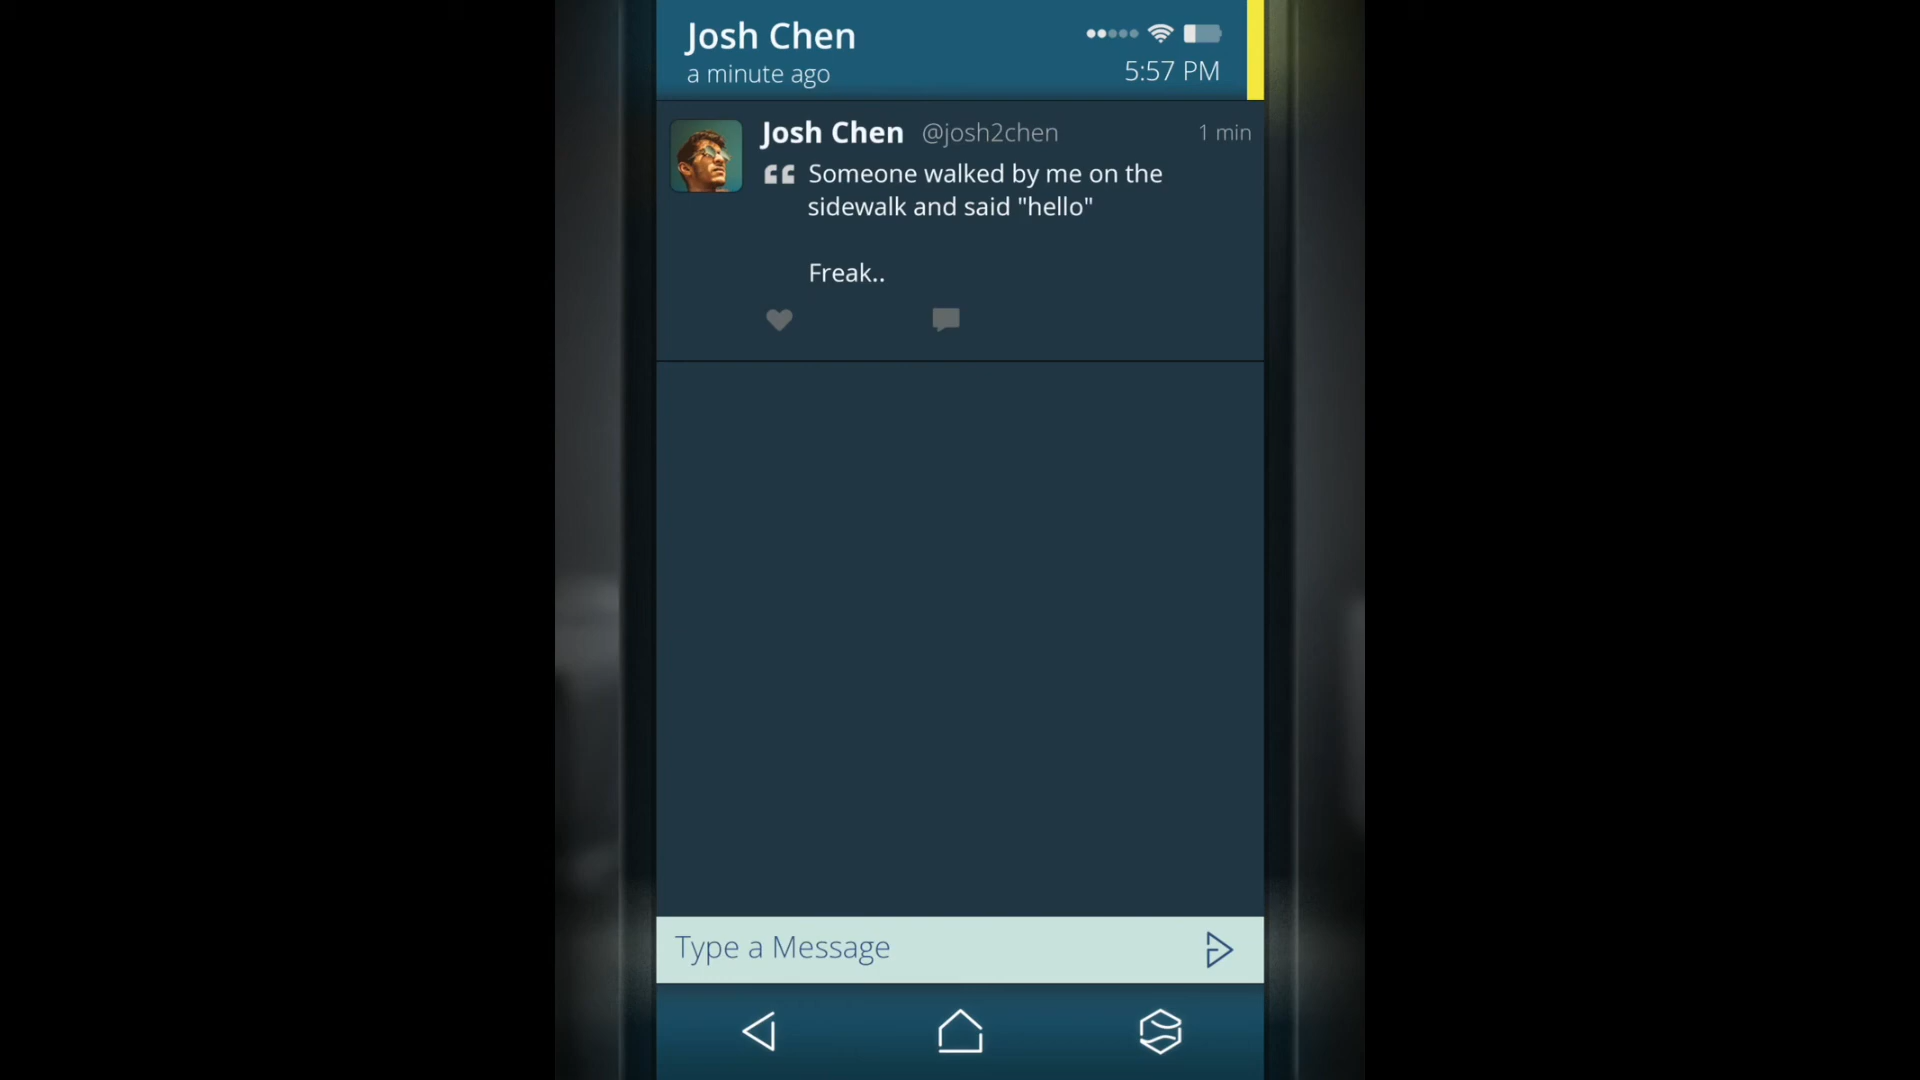 Josh Chen
a minute ago
5:57 PM
Josh Chen @josh2chen 1 min
Someone walked by me on the
sidewalk and said "hello"
Freak..
Type a Message